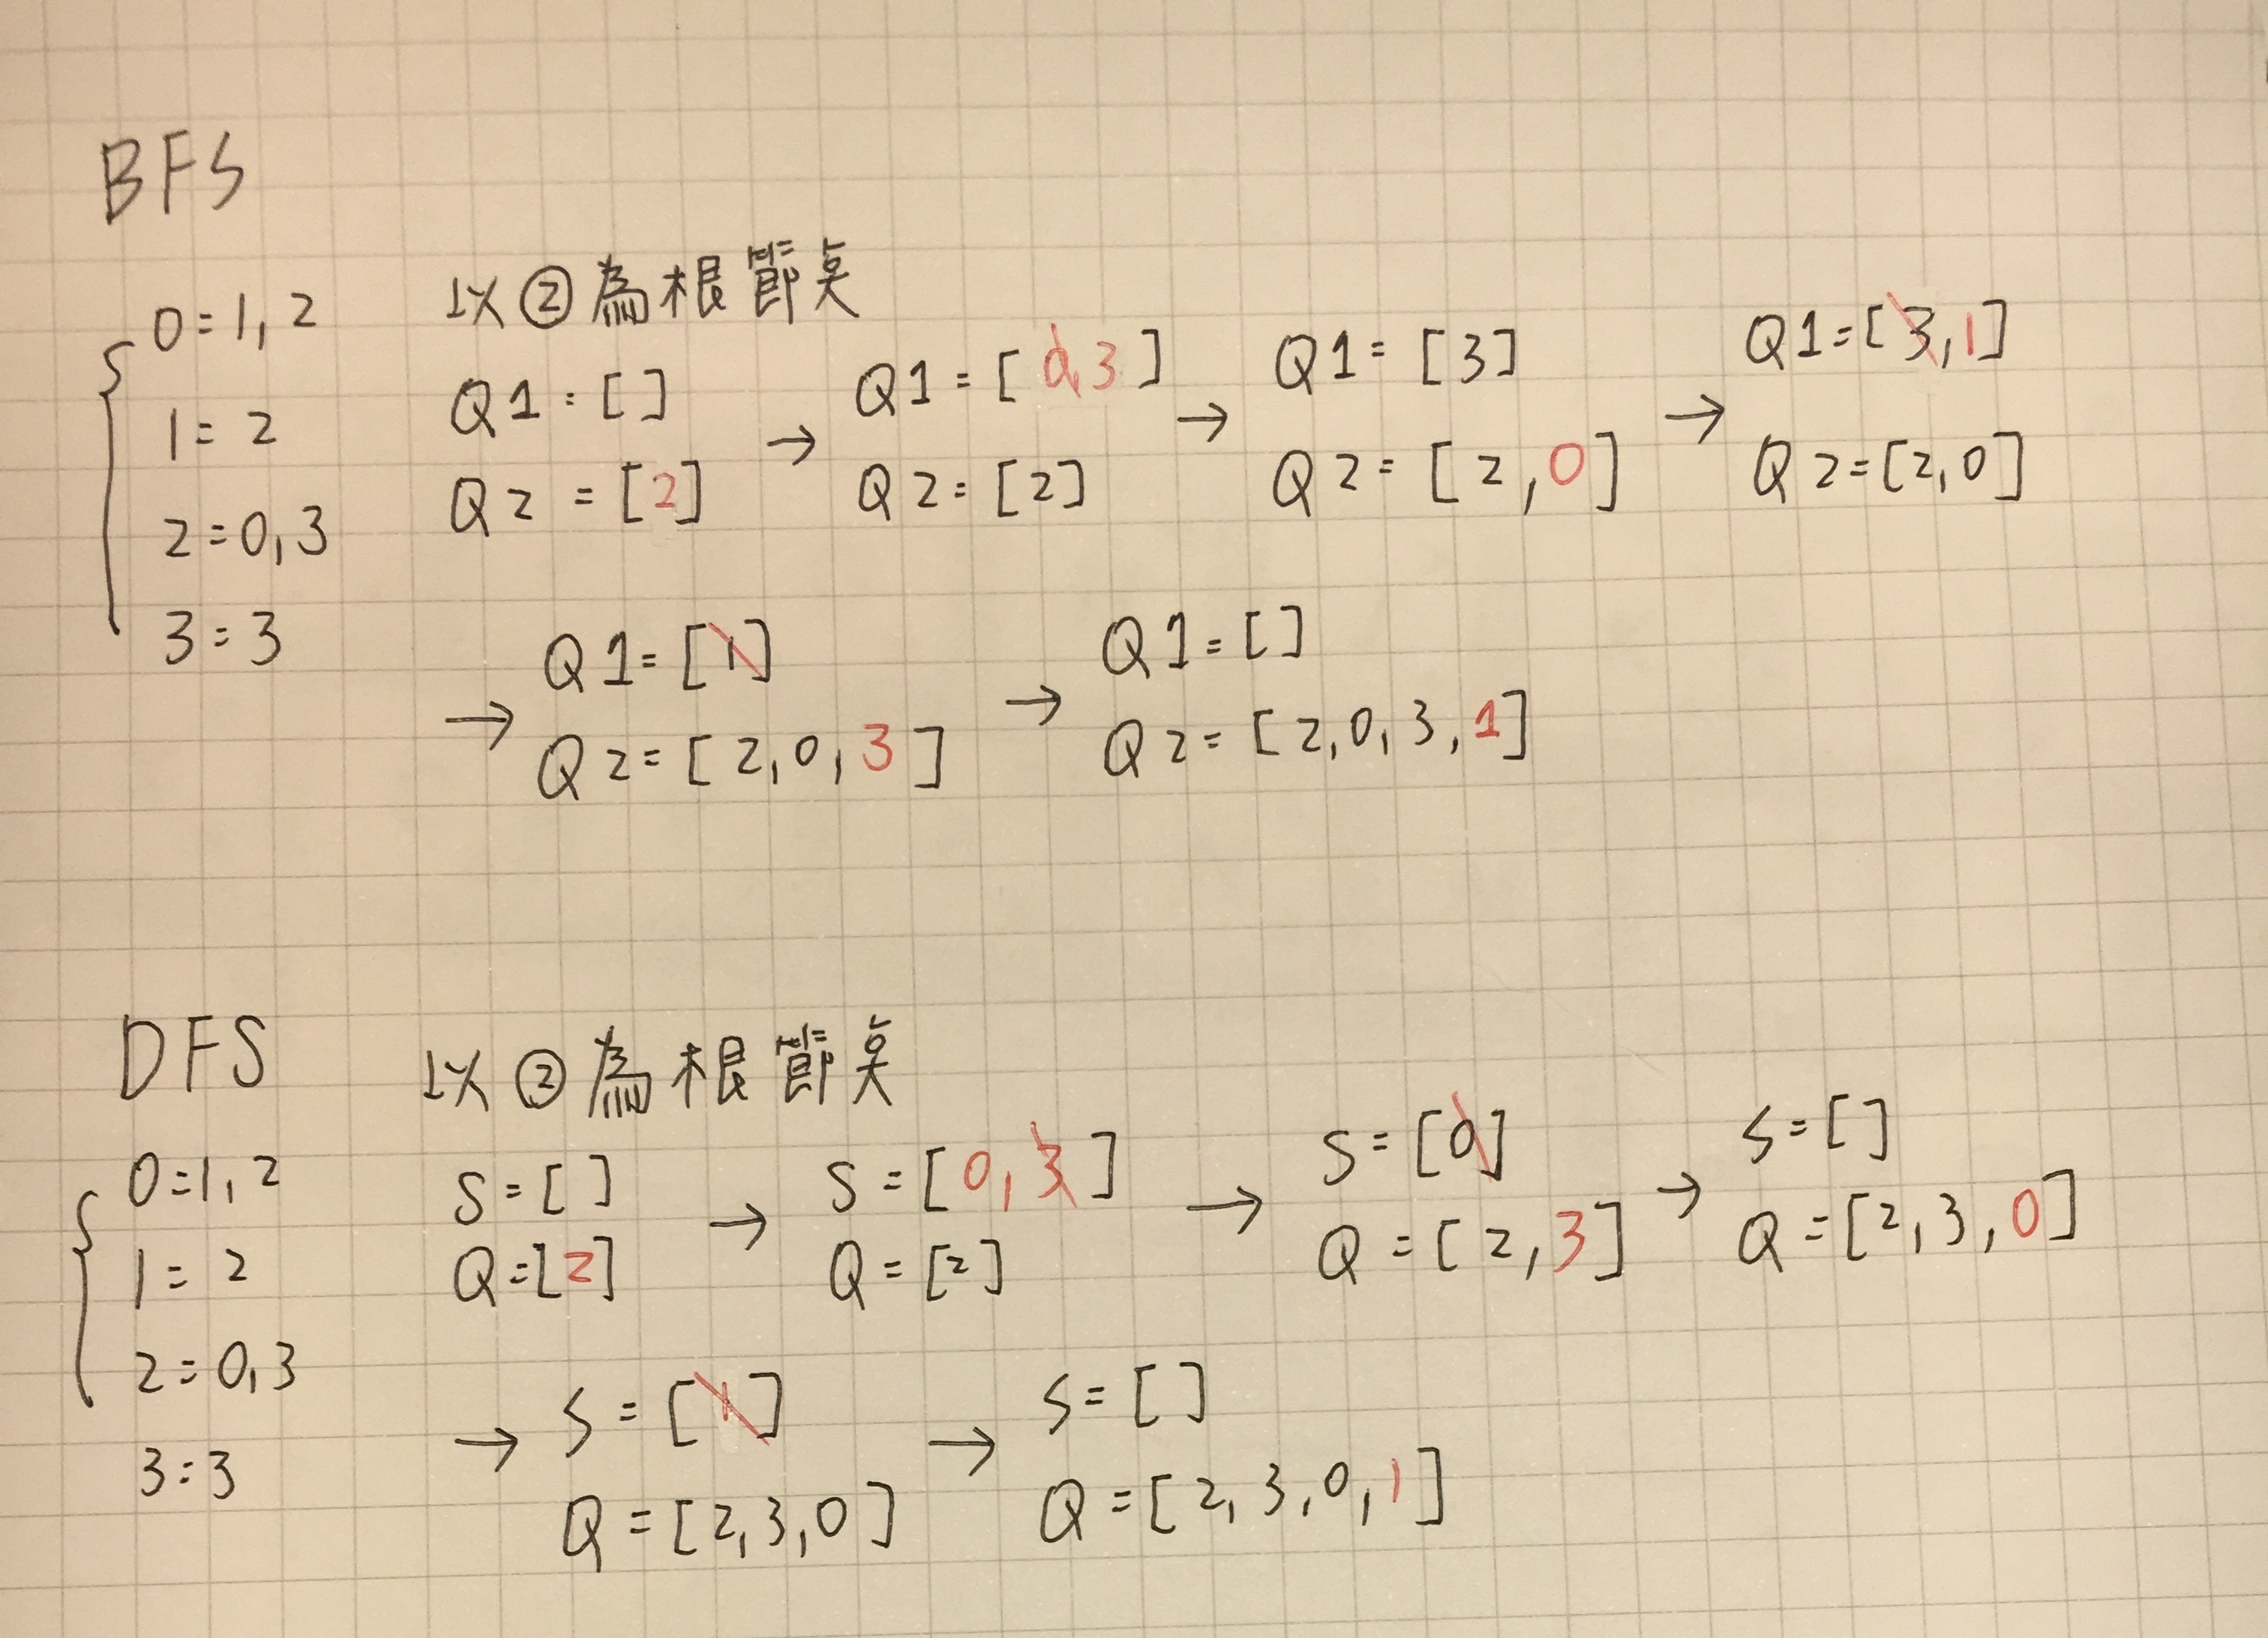 BFS
以②為根節点
0=1,2
1=2
2=0,3
3=3
Q1=[]
Q2=[2]
→
Q1=[0,3]
Q2=[2]
→
Q1=[3]
Q2=[2,0]
→
Q1=[3,1]
Q2=[2,0]
→
Q1=[1]
Q2=[2,0,3]
→
Q1=[]
Q2=[2,0,3,1]
DFS
以②為根節点
0=1,2
1=2
2=0,3
3=3
S=[]
Q=[2]
→
S=[0,3]
Q=[2]
→
S=[0]
Q=[2,3]
→
S=[]
Q=[2,3,0]
→
S=[1]
Q=[2,3,0]
→
S=[]
Q=[2,3,0,1]